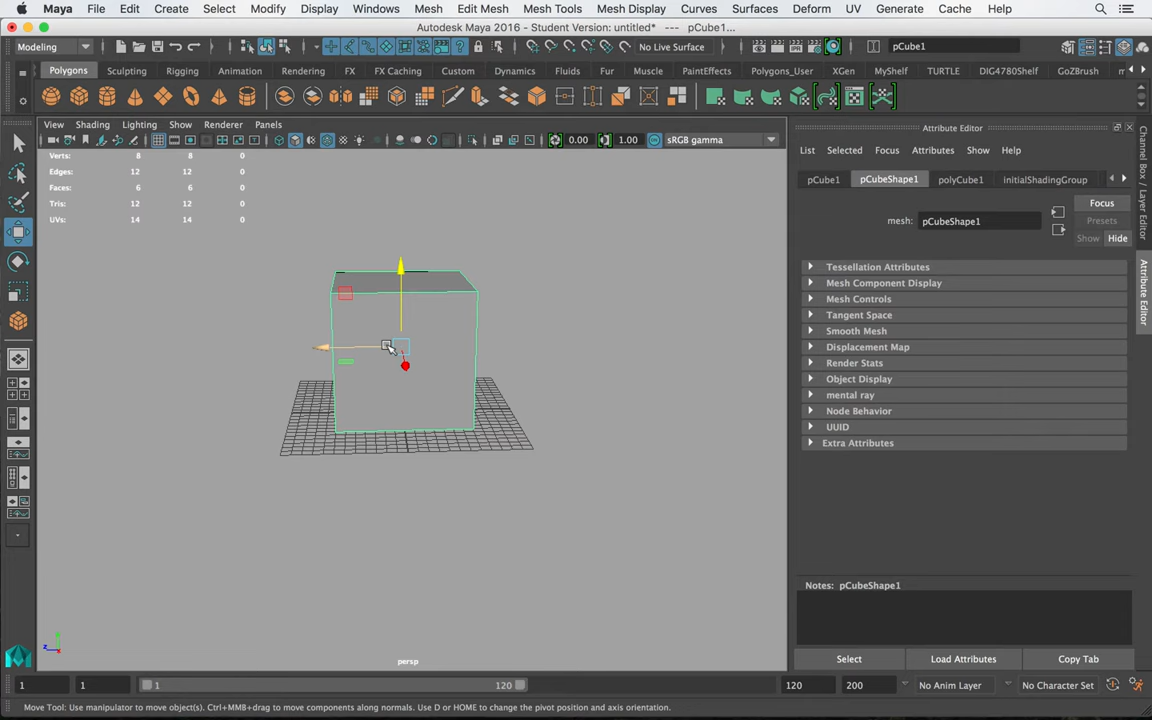 Maya File Edit Create Select Modify Display Windows Mesh Edit Mesh Mesh Tools Mesh Display Curves Surfaces Deform UV Generate Cache Help
Autodesk Maya 2016 - Student Version: untitled* --- pCube1...
Modeling No Live Surface pCube1
Polygons Sculpting Rigging Animation Rendering FX FX Caching Custom Dynamics Fluids Fur Muscle PaintEffects Polygons_User XGen MyShelf TURTLE DIG4780Shelf GoZBrush
View Shading Lighting Show Renderer Panels
0.00 1.00 sRGB gamma
Verts: 8 8 0
Edges: 12 12 0
Faces: 6 6 0
Tris: 12 12 0
UVs: 14 14 0
persp
Attribute Editor
List Selected Focus Attributes Show Help
pCube1 pCubeShape1 polyCube1 initialShadingGroup
mesh: pCubeShape1
Focus
Presets
Show Hide
Tessellation Attributes
Mesh Component Display
Mesh Controls
Tangent Space
Smooth Mesh
Displacement Map
Render Stats
Object Display
mental ray
Node Behavior
UUID
Extra Attributes
Notes: pCubeShape1
Select Load Attributes Copy Tab
Channel Box / Layer Editor
Attribute Editor
1 1 1 120 120 200 No Anim Layer No Character Set
Move Tool: Use manipulator to move object(s). Ctrl+MMB+drag to move components along normals. Use D or HOME to change the pivot position and axis orientation.